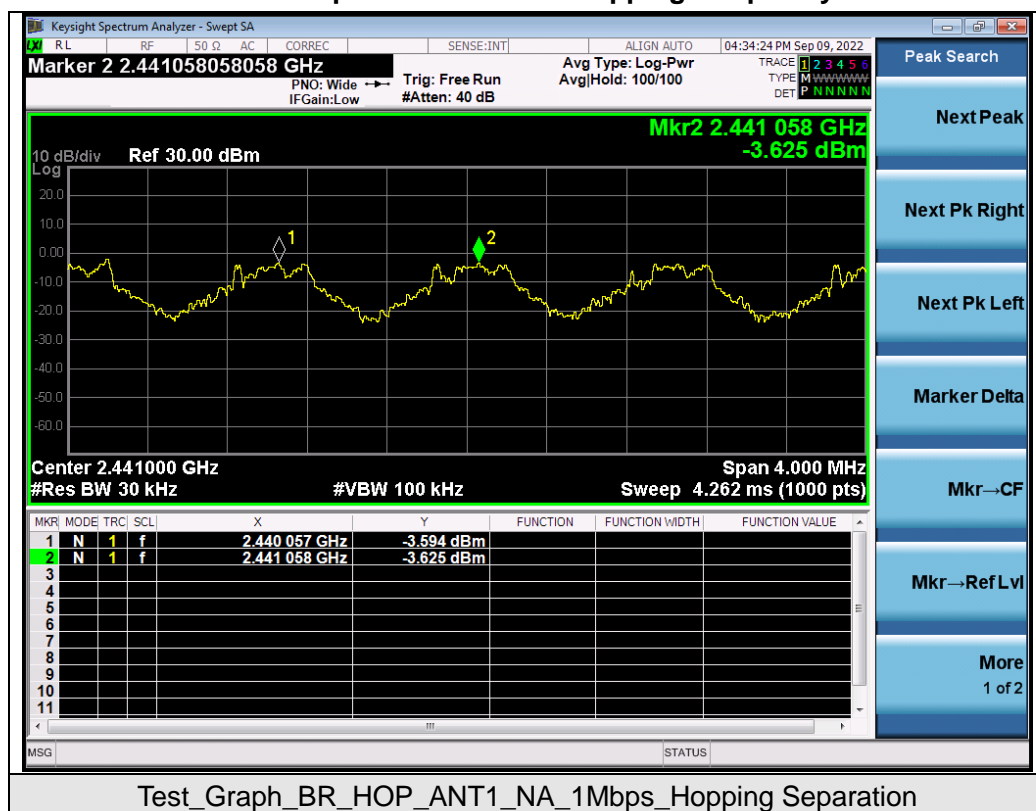 Keysight Spectrum Analyzer - Swept SA
LXI RL RF 50 Ω AC CORREC SENSE:INT ALIGN AUTO 04:34:24 PM Sep 09, 2022
Marker 2 2.441058058058 GHz
PNO: Wide
IFGain:Low
Trig: Free Run
#Atten: 40 dB
Avg Type: Log-Pwr
Avg|Hold: 100/100
TRACE 1 2 3 4 5 6
TYPE M WWWWW
DET P N N N N N
Mkr2 2.441 058 GHz
-3.625 dBm
10 dB/div Ref 30.00 dBm
Log
20.0
10.0
0.00
-10.0
-20.0
-30.0
-40.0
-50.0
-60.0
1
2
Center 2.441000 GHz Span 4.000 MHz
#Res BW 30 kHz #VBW 100 kHz Sweep 4.262 ms (1000 pts)
MKR MODE TRC SCL X Y FUNCTION FUNCTION WIDTH FUNCTION VALUE
1 N 1 f 2.440 057 GHz -3.594 dBm
2 N 1 f 2.441 058 GHz -3.625 dBm
3
4
5
6
7
8
9
10
11
MSG STATUS
Peak Search
Next Peak
Next Pk Right
Next Pk Left
Marker Delta
Mkr→CF
Mkr→Ref Lvl
More
1 of 2
Test_Graph_BR_HOP_ANT1_NA_1Mbps_Hopping Separation